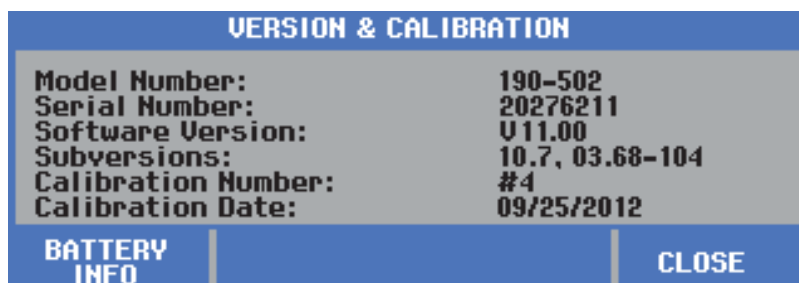 VERSION & CALIBRATION
Model Number: 190-502
Serial Number: 20276211
Software Version: V11.00
Subversions: 10.7, 03.68-104
Calibration Number: #4
Calibration Date: 09/25/2012
BATTERY
INFO
CLOSE